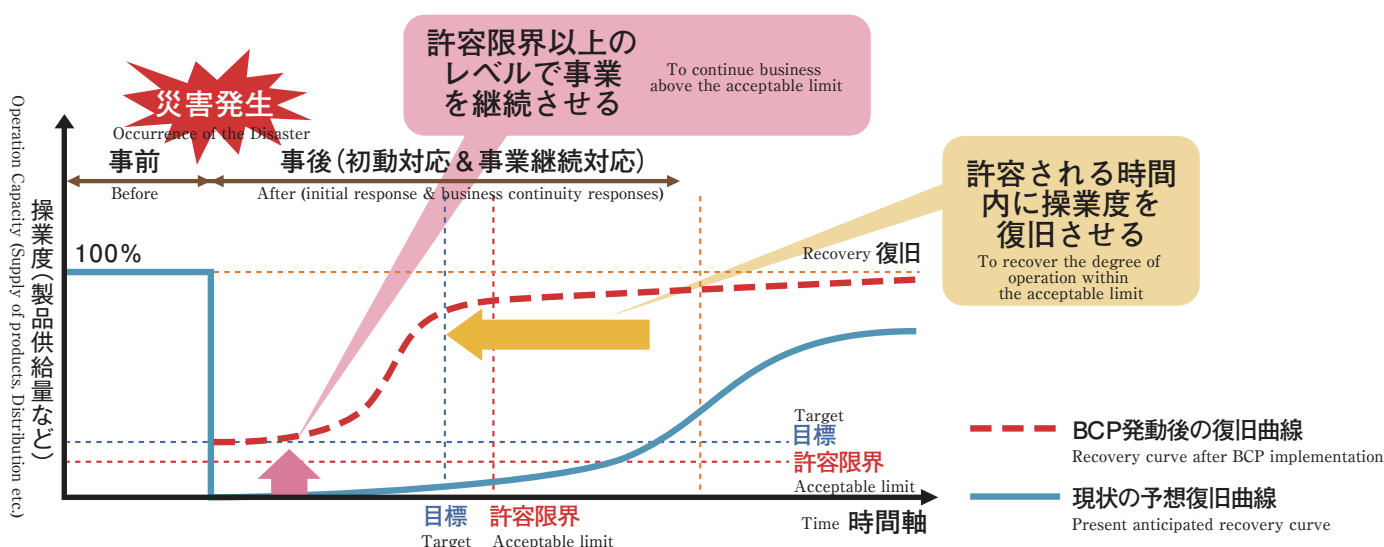 許容限界以上の
レベルで事業
を継続させる
To continue business
above the acceptable limit
災害発生
Occurrence of the Disaster
事前
Before
事後（初動対応＆事業継続対応）
After (initial response & business continuity responses)
許容される時間
内に操業度を
復旧させる
To recover the degree of
operation within
the acceptable limit
操業度（製品供給量など）
Operation Capacity (Supply of products, Distribution etc.)
100%
Recovery 復旧
Target
目標
許容限界
Acceptable limit
目標
Target
許容限界
Acceptable limit
Time 時間軸
BCP発動後の復旧曲線
Recovery curve after BCP implementation
現状の予想復旧曲線
Present anticipated recovery curve